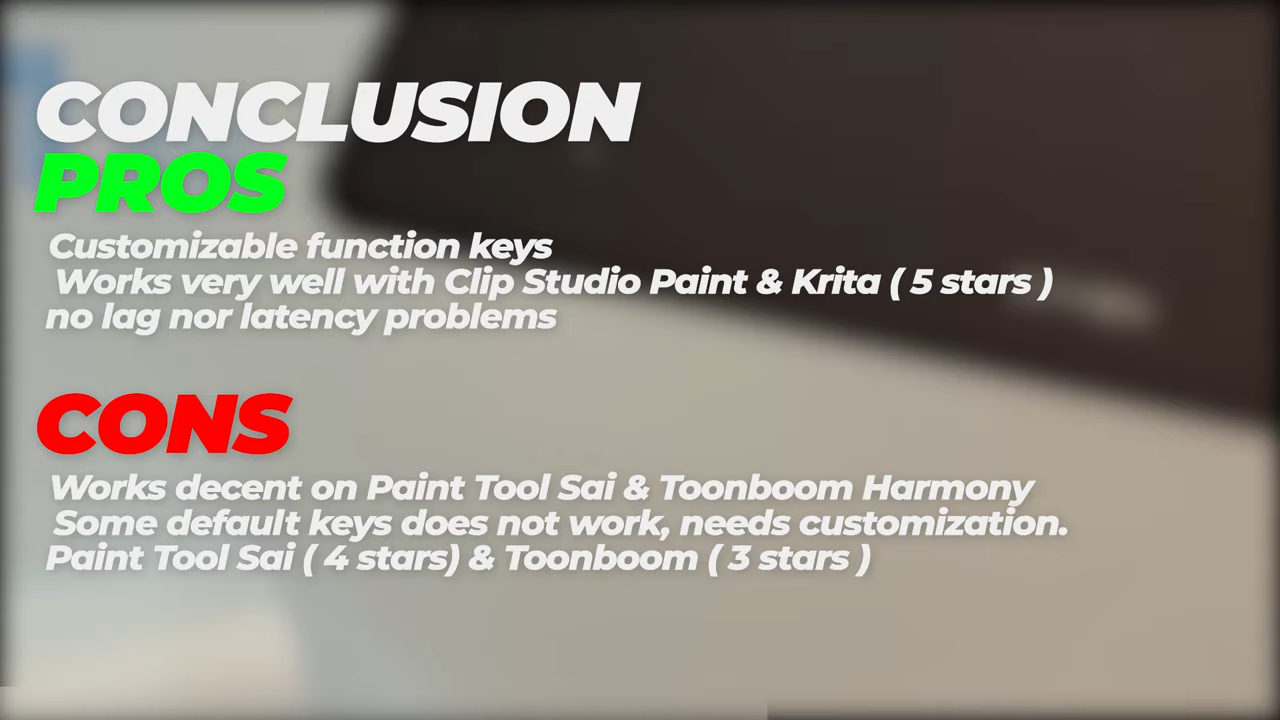 CONCLUSION
PROS
Customizable function keys
Works very well with Clip Studio Paint & Krita ( 5 stars )
no lag nor latency problems
CONS
Works decent on Paint Tool Sai & Toonboom Harmony
Some default keys does not work, needs customization.
Paint Tool Sai ( 4 stars) & Toonboom ( 3 stars )